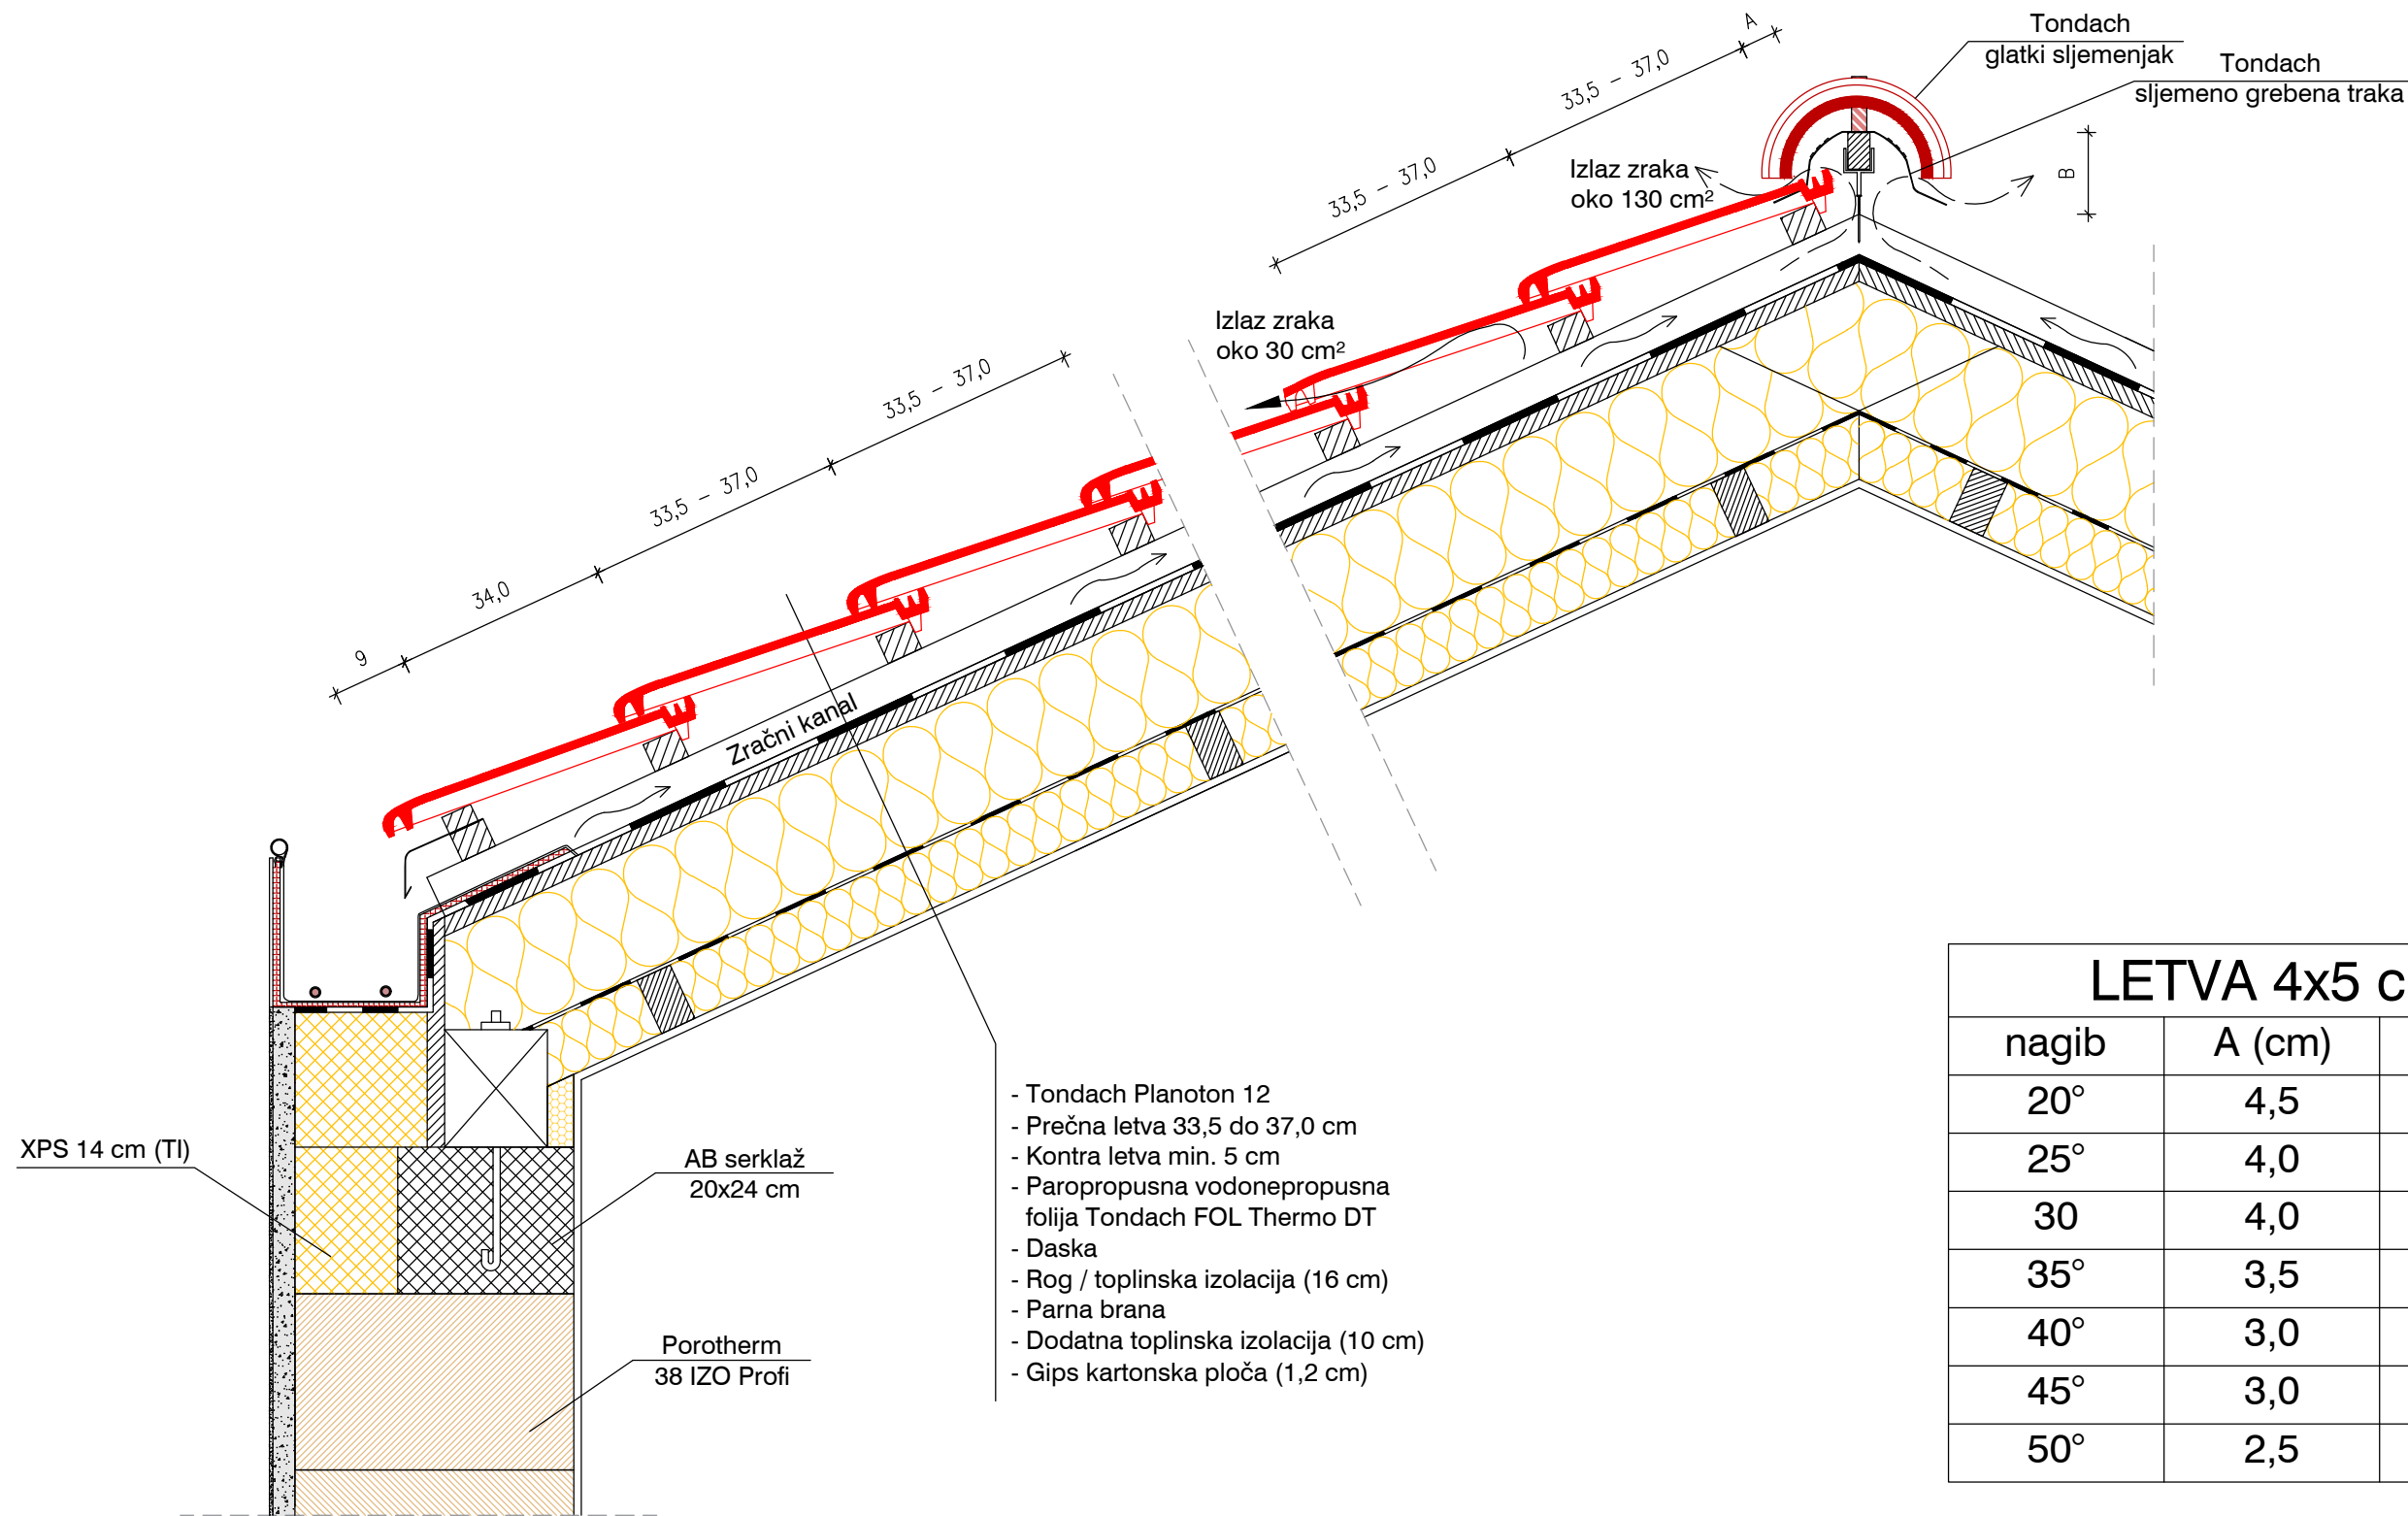 A
33,5 - 37,0
33,5 - 37,0
Tondach
glatki sljemenjak
Tondach
sljemeno grebena traka
Izlaz zraka
oko 130 cm²
B
Izlaz zraka
oko 30 cm²
33,5 - 37,0
33,5 - 37,0
34,0
9
Zračni kanal
XPS 14 cm (TI)
AB serklaž
20x24 cm
Porotherm
38 IZO Profi
- Tondach Planoton 12
- Prečna letva 33,5 do 37,0 cm
- Kontra letva min. 5 cm
- Paropropusna vodonepropusna
folija Tondach FOL Thermo DT
- Daska
- Rog / toplinska izolacija (16 cm)
- Parna brana
- Dodatna toplinska izolacija (10 cm)
- Gips kartonska ploča (1,2 cm)
LETVA 4x5 c
nagib A (cm)
20° 4,5
25° 4,0
30 4,0
35° 3,5
40° 3,0
45° 3,0
50° 2,5